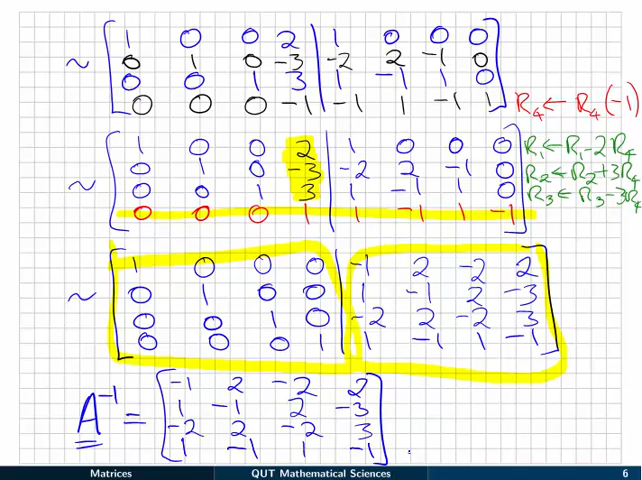 ~ [ 1 0 0 2 | 1 0 0 0
0 1 0 -3 | -2 2 -1 0
0 0 1 3 | 1 -1 1 0
0 0 0 -1 | -1 1 -1 1 ] R₄ ← R₄(-1)
~ [ 1 0 0 2 | 1 0 0 0 R₁ ← R₁ - 2R₄
0 1 0 -3 | -2 2 -1 0 R₂ ← R₂ + 3R₄
0 0 1 3 | 1 -1 1 0 R₃ ← R₃ - 3R₄
0 0 0 1 | 1 -1 1 -1 ]
~ [ 1 0 0 0 | -1 2 -2 2
0 1 0 0 | 1 -1 2 -3
0 0 1 0 | -2 2 -2 3
0 0 0 1 | 1 -1 1 -1 ]
A⁻¹ = [ -1 2 -2 2
1 -1 2 -3
-2 2 -2 3
1 -1 1 -1 ] .
Matrices QUT Mathematical Sciences 6